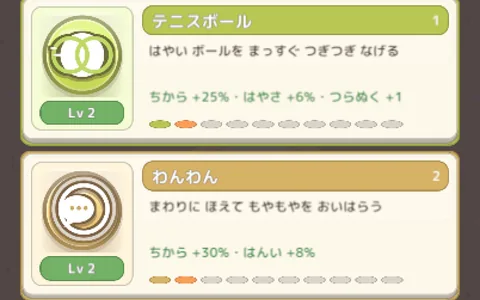 テニスボール 1
はやい ボールを まっすぐ つぎつぎ なげる
ちから +25%・はやさ +6%・つらぬく +1
Lv 2
わんわん 2
まわりに ほえて もやもやを おいはらう
ちから +30%・はんい +8%
Lv 2